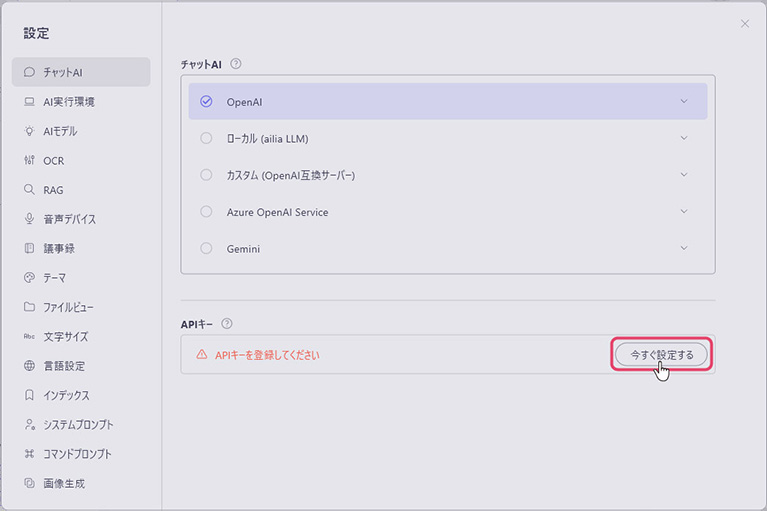 設定
チャットAI
AI実行環境
AIモデル
OCR
RAG
音声デバイス
議事録
テーマ
ファイルビュー
Abc 文字サイズ
言語設定
インデックス
システムプロンプト
コマンドプロンプト
画像生成
チャットAI ?
OpenAI
ローカル (ailia LLM)
カスタム (OpenAI互換サーバー)
Azure OpenAI Service
Gemini
APIキー ?
APIキーを登録してください
今すぐ設定する